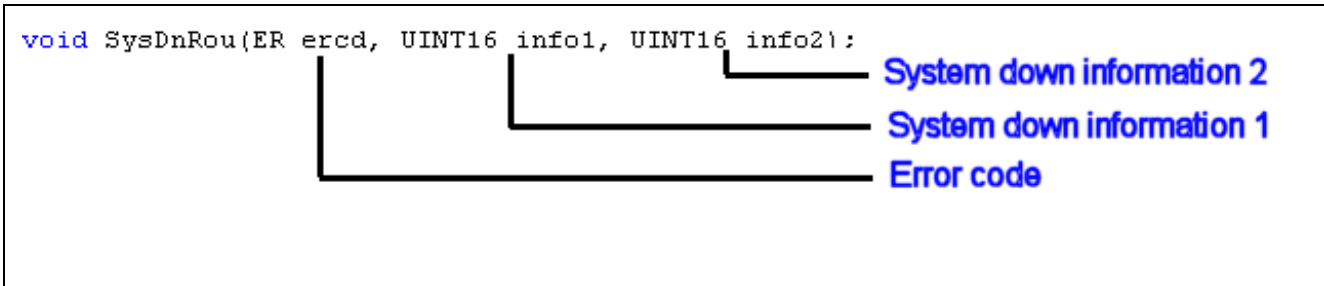 void SysDnRou(ER ercd, UINT16 info1, UINT16 info2);
System down information 2
System down information 1
Error code